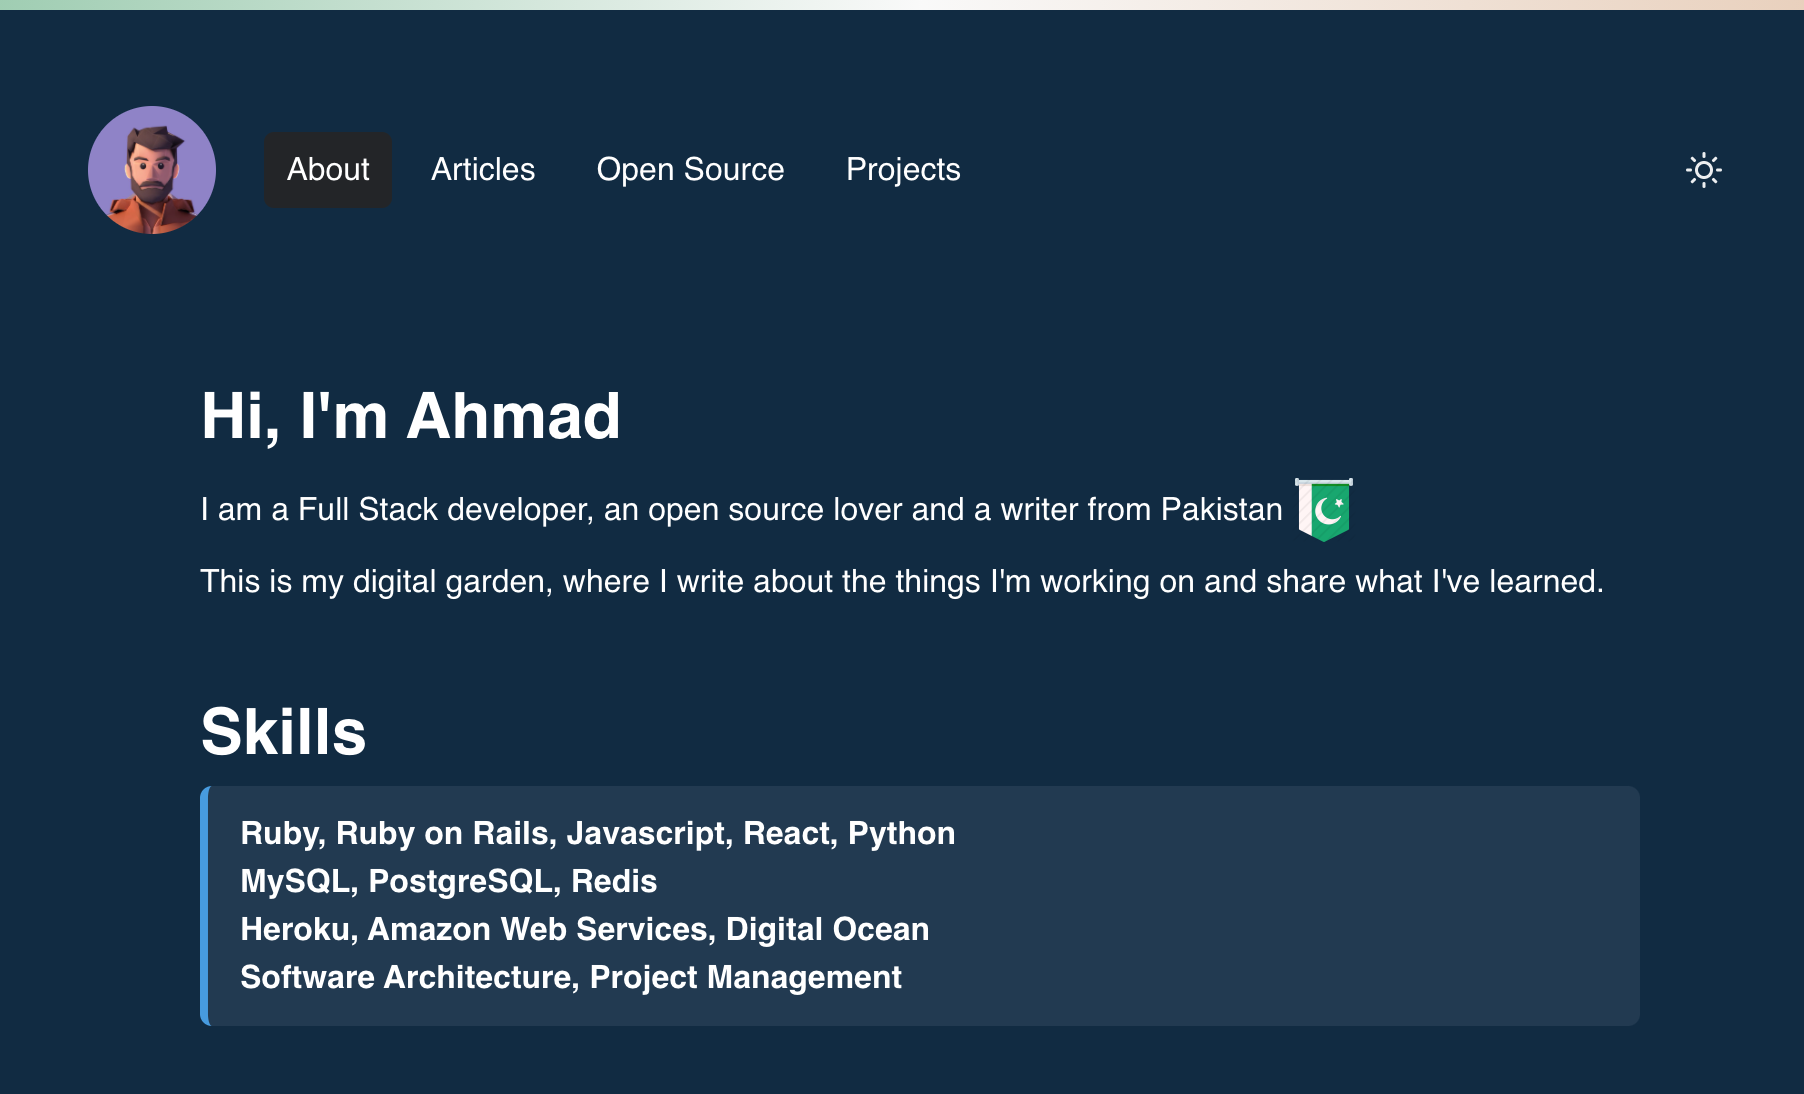 About
Articles
Open Source
Projects
Hi, I'm Ahmad
I am a Full Stack developer, an open source lover and a writer from Pakistan
This is my digital garden, where I write about the things I'm working on and share what I've learned.
Skills
Ruby, Ruby on Rails, Javascript, React, Python
MySQL, PostgreSQL, Redis
Heroku, Amazon Web Services, Digital Ocean
Software Architecture, Project Management